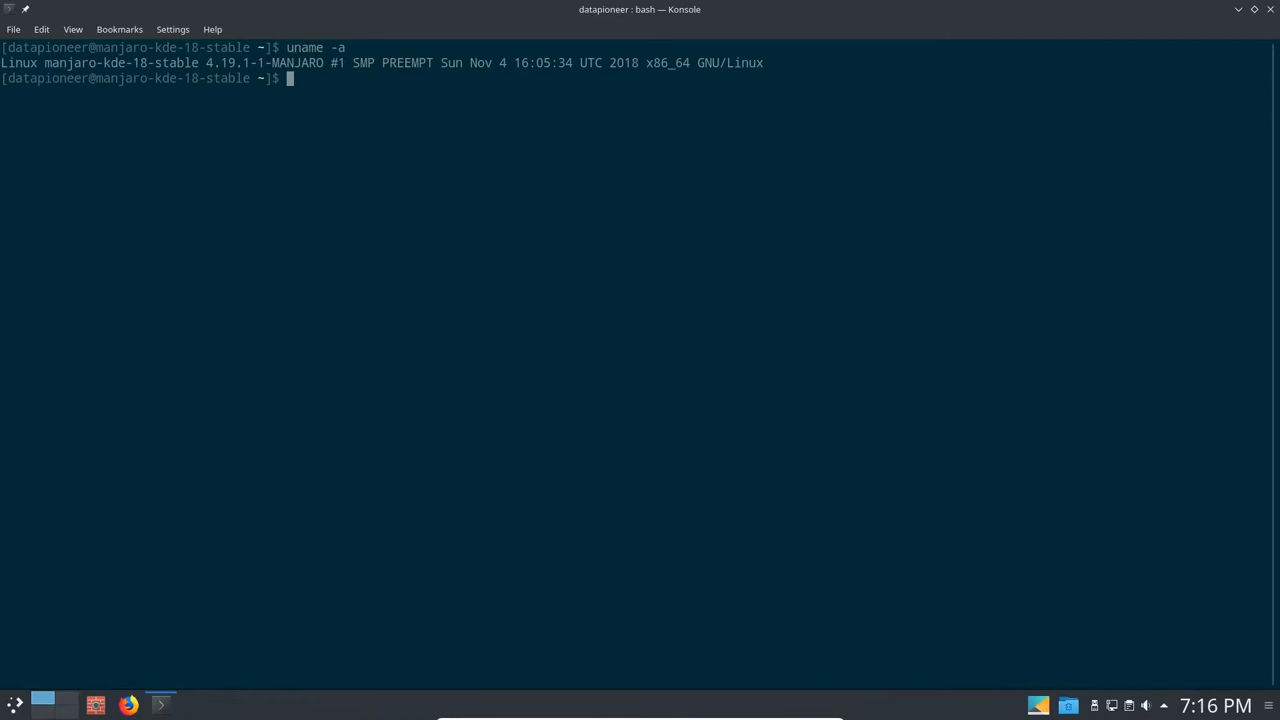 datapioneer : bash — Konsole
File Edit View Bookmarks Settings Help
[datapioneer@manjaro-kde-18-stable ~]$ uname -a
Linux manjaro-kde-18-stable 4.19.1-1-MANJARO #1 SMP PREEMPT Sun Nov 4 16:05:34 UTC 2018 x86_64 GNU/Linux
[datapioneer@manjaro-kde-18-stable ~]$
7:16 PM